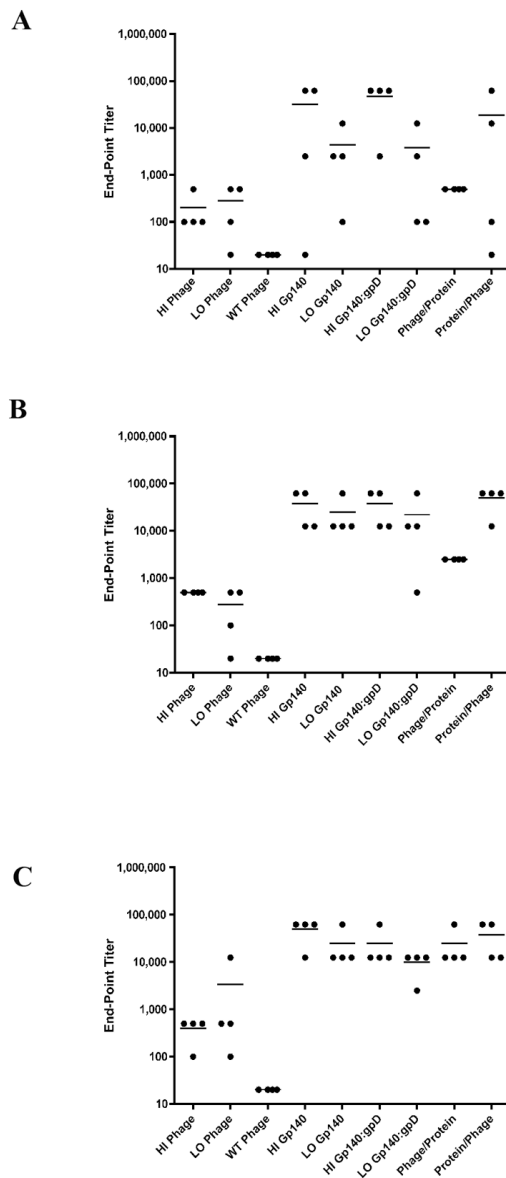 A
1,000,000
100,000
10,000
1,000
100
10
End-Point Titer
HI Phage
LO Phage
WT Phage
HI Gp140
LO Gp140
HI Gp140:gpD
LO Gp140:gpD
Phage/Protein
Protein/Phage
B
1,000,000
100,000
10,000
1,000
100
10
End-Point Titer
HI Phage
LO Phage
WT Phage
HI Gp140
LO Gp140
HI Gp140:gpD
LO Gp140:gpD
Phage/Protein
Protein/Phage
C
1,000,000
100,000
10,000
1,000
100
10
End-Point Titer
HI Phage
LO Phage
WT Phage
HI Gp140
LO Gp140
HI Gp140:gpD
LO Gp140:gpD
Phage/Protein
Protein/Phage